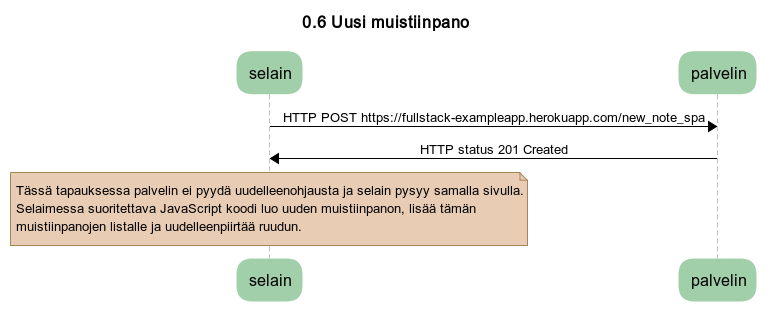 0.6 Uusi muistiinpano
selain
palvelin
HTTP POST https://fullstack-exampleapp.herokuapp.com/new_note_spa
HTTP status 201 Created
Tässä tapauksessa palvelin ei pyydä uudelleenohjausta ja selain pysyy samalla sivulla.
Selaimessa suoritettava JavaScript koodi luo uuden muistiinpanon, lisää tämän
muistiinpanojen listalle ja uudelleenpiirtää ruudun.
selain
palvelin